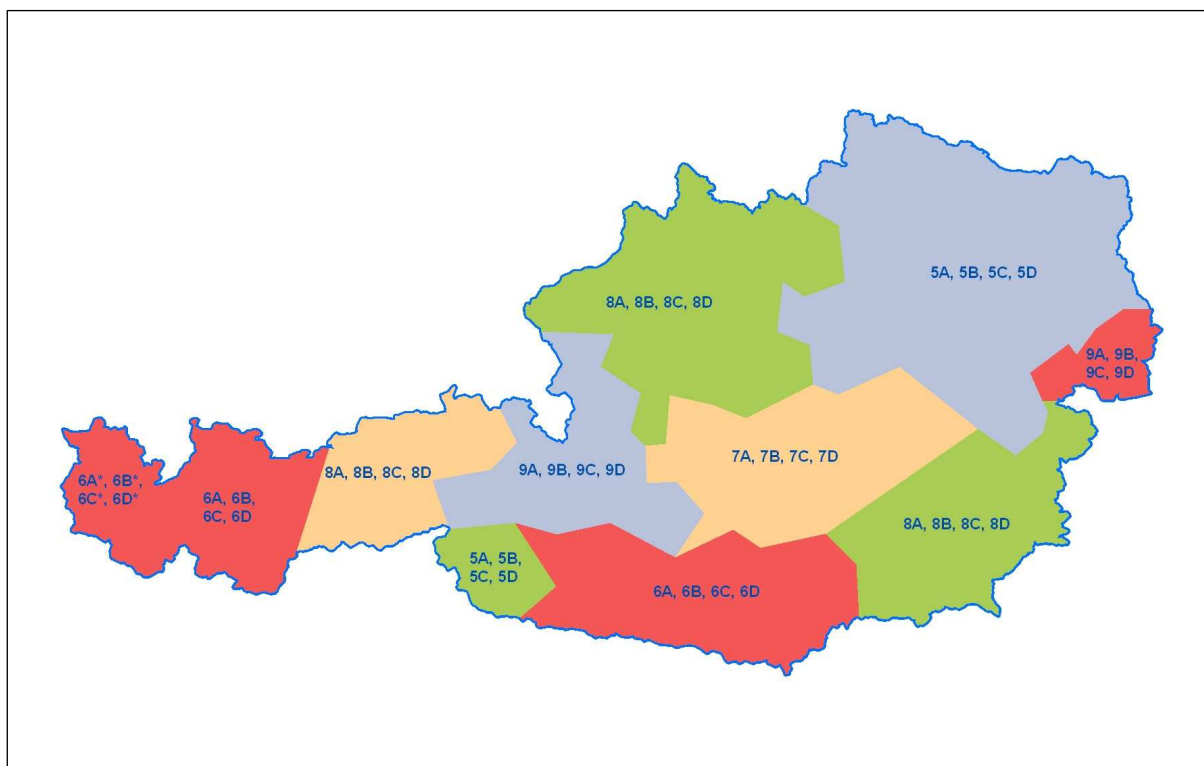 5A, 5B, 5C, 5D
8A, 8B, 8C, 8D
9A, 9B,
9C, 9D
7A, 7B, 7C, 7D
9A, 9B, 9C, 9D
8A, 8B, 8C, 8D
6A*, 6B*,
6C*, 6D*
6A, 6B,
6C, 6D
8A, 8B, 8C, 8D
5A, 5B,
5C, 5D
6A, 6B, 6C, 6D